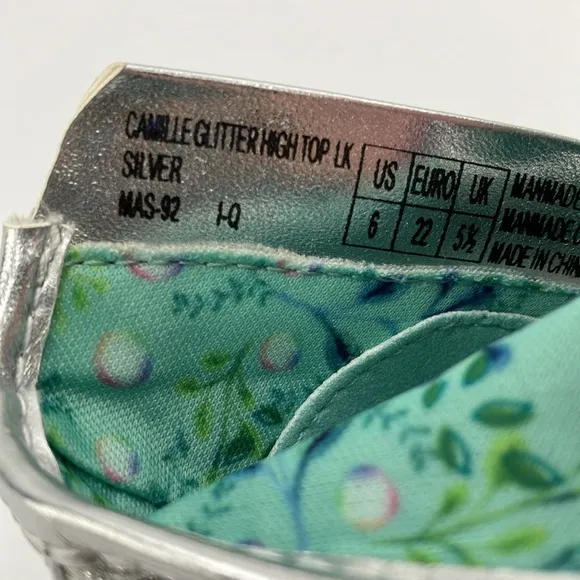 CAMILLE GLITTER HIGH TOP LK
SILVER
MAS-92 I-Q
US EURO UK
6 22 5½
MANMADE
MANMADE
MADE IN CHIN